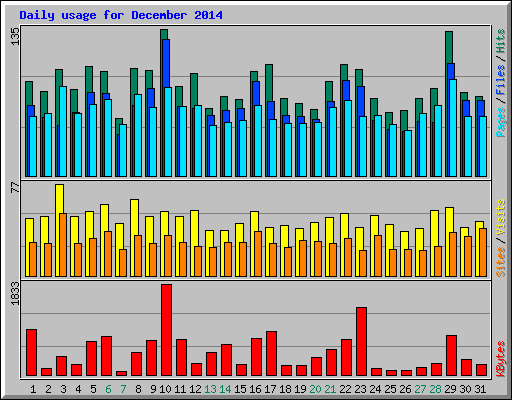 Daily usage for December 2014
135
Pages / Files / Hits
77
Sites / Visits
1833
KBytes
1 2 3 4 5 6 7 8 9 10 11 12 13 14 15 16 17 18 19 20 21 22 23 24 25 26 27 28 29 30 31